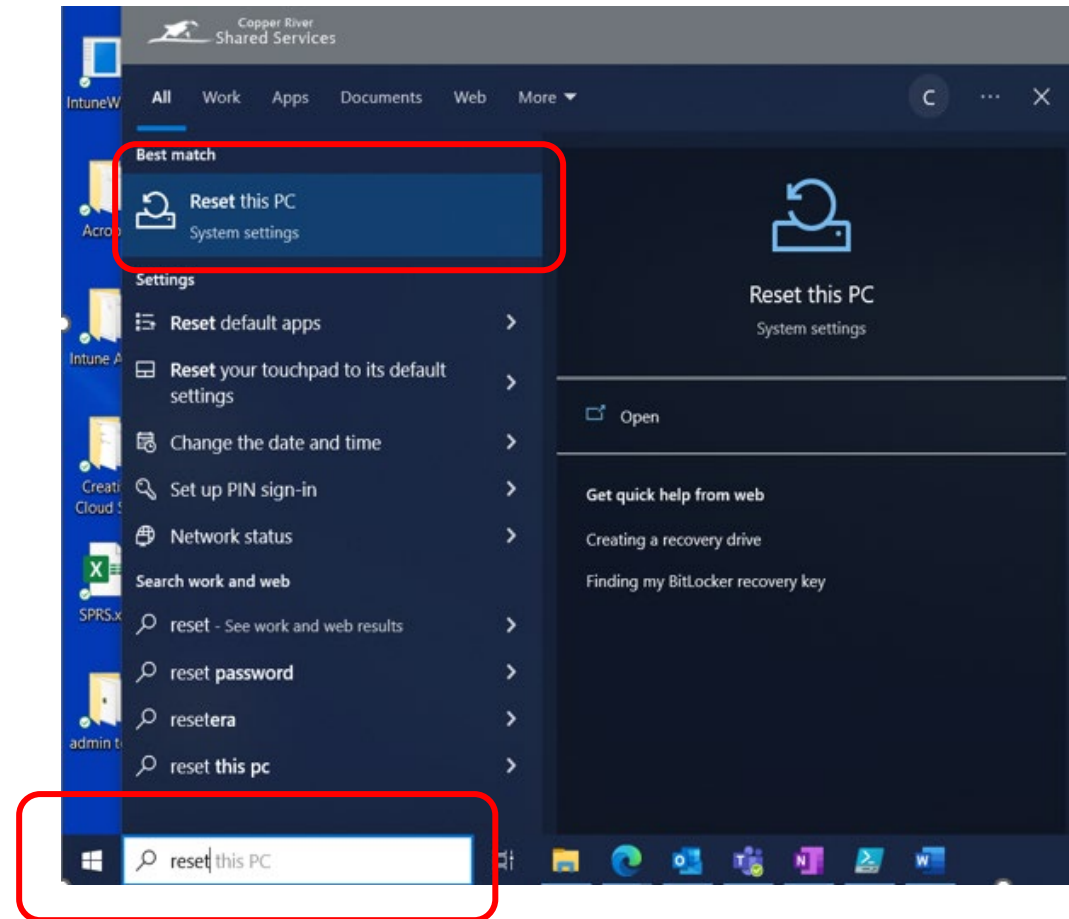 Copper River
Shared Services
IntuneW
All Work Apps Documents Web More
C
Best match
Reset this PC
System settings
Acrob
Settings
Reset default apps
Intune A
Reset your touchpad to its default
settings
Change the date and time
Creati
Cloud S
Set up PIN sign-in
Network status
Search work and web
SPRS.x
reset - See work and web results
reset password
resetera
admin t
reset this pc
Reset this PC
System settings
Open
Get quick help from web
Creating a recovery drive
Finding my BitLocker recovery key
reset this PC